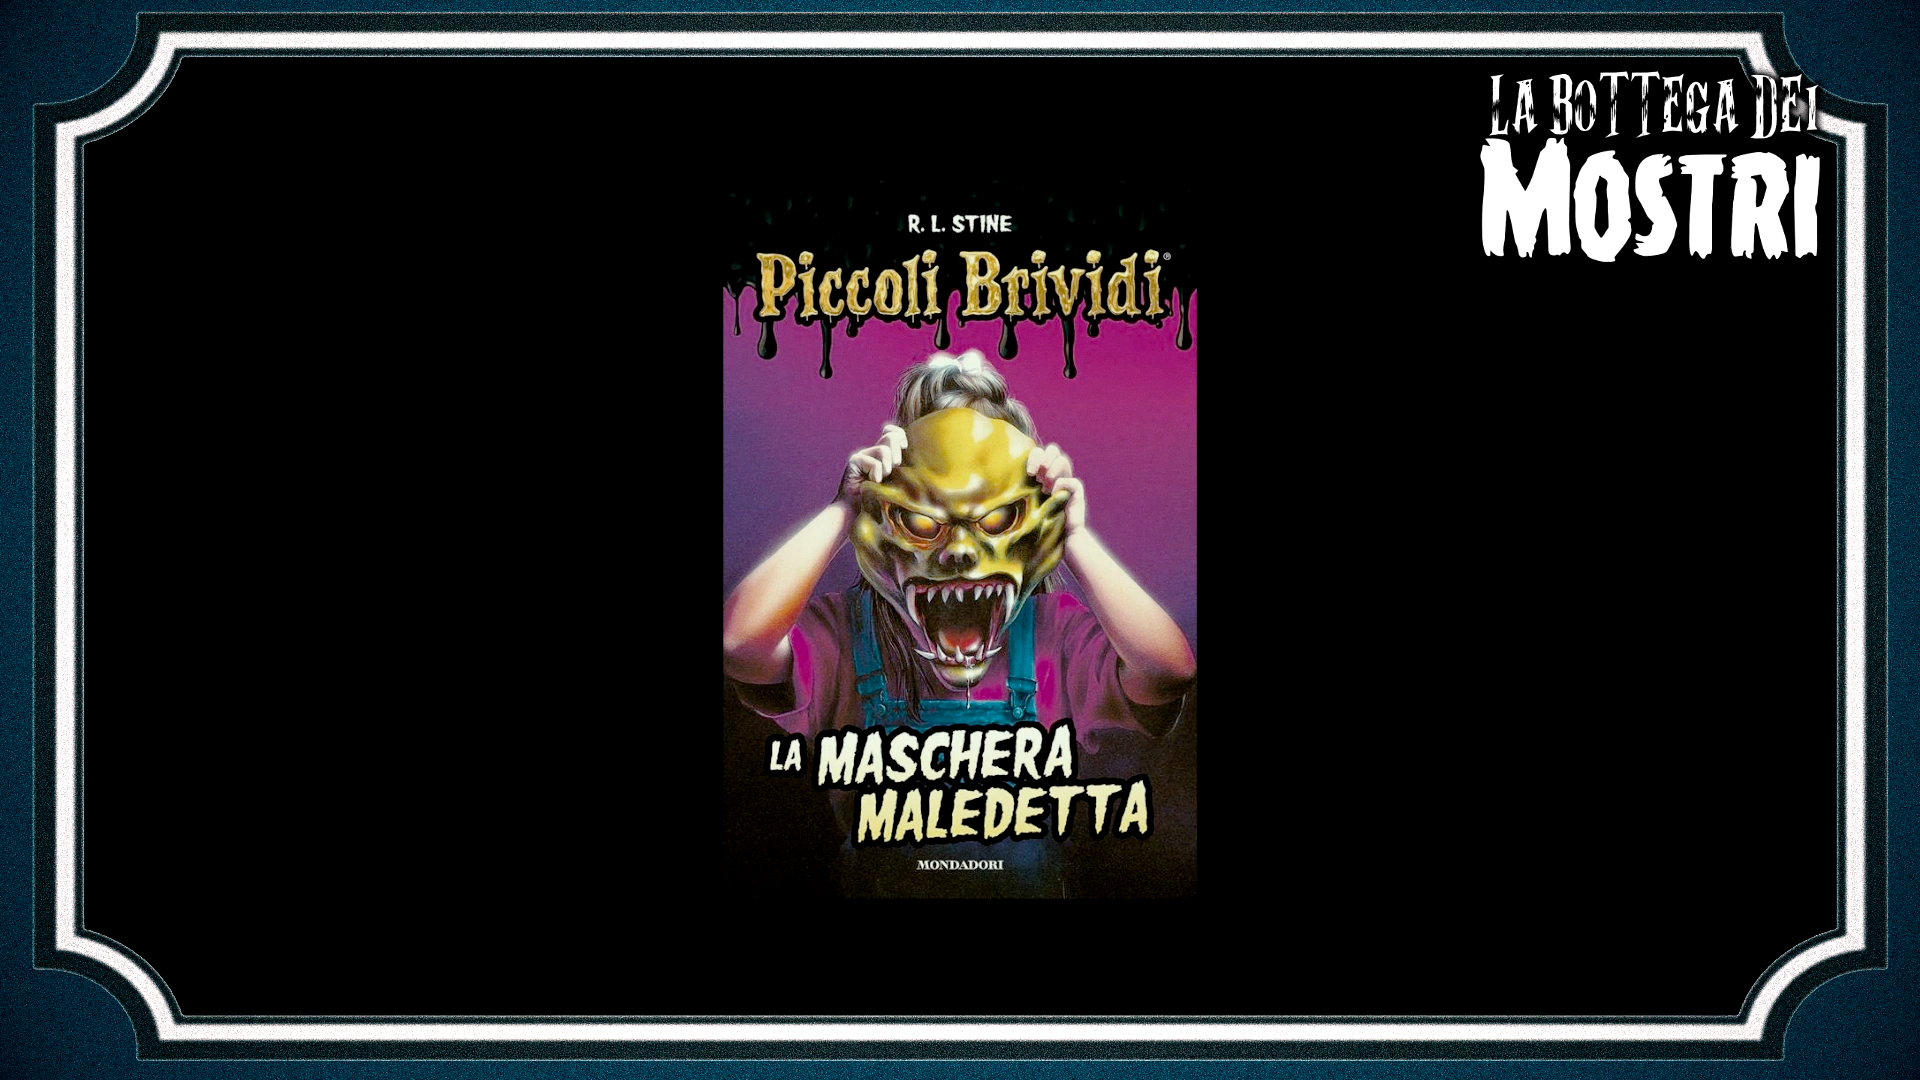 LA BOTTEGA DEI
MOSTRI
R. L. STINE
Piccoli Brividi®
LA MASCHERA
MALEDETTA
MONDADORI